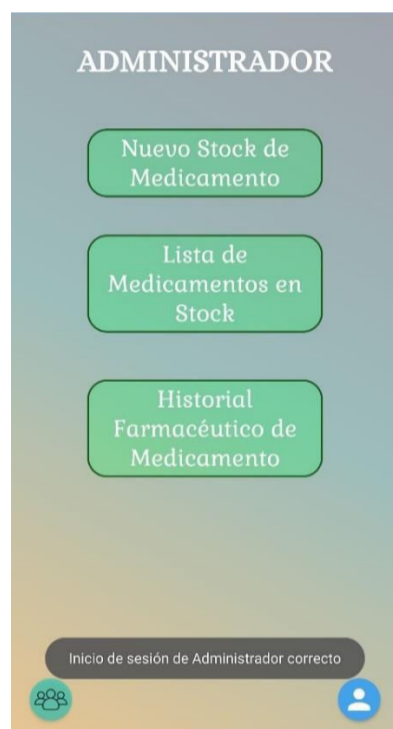 ADMINISTRADOR
Nuevo Stock de
Medicamento
Lista de
Medicamentos en
Stock
Historial
Farmacéutico de
Medicamento
Inicio de sesión de Administrador correcto